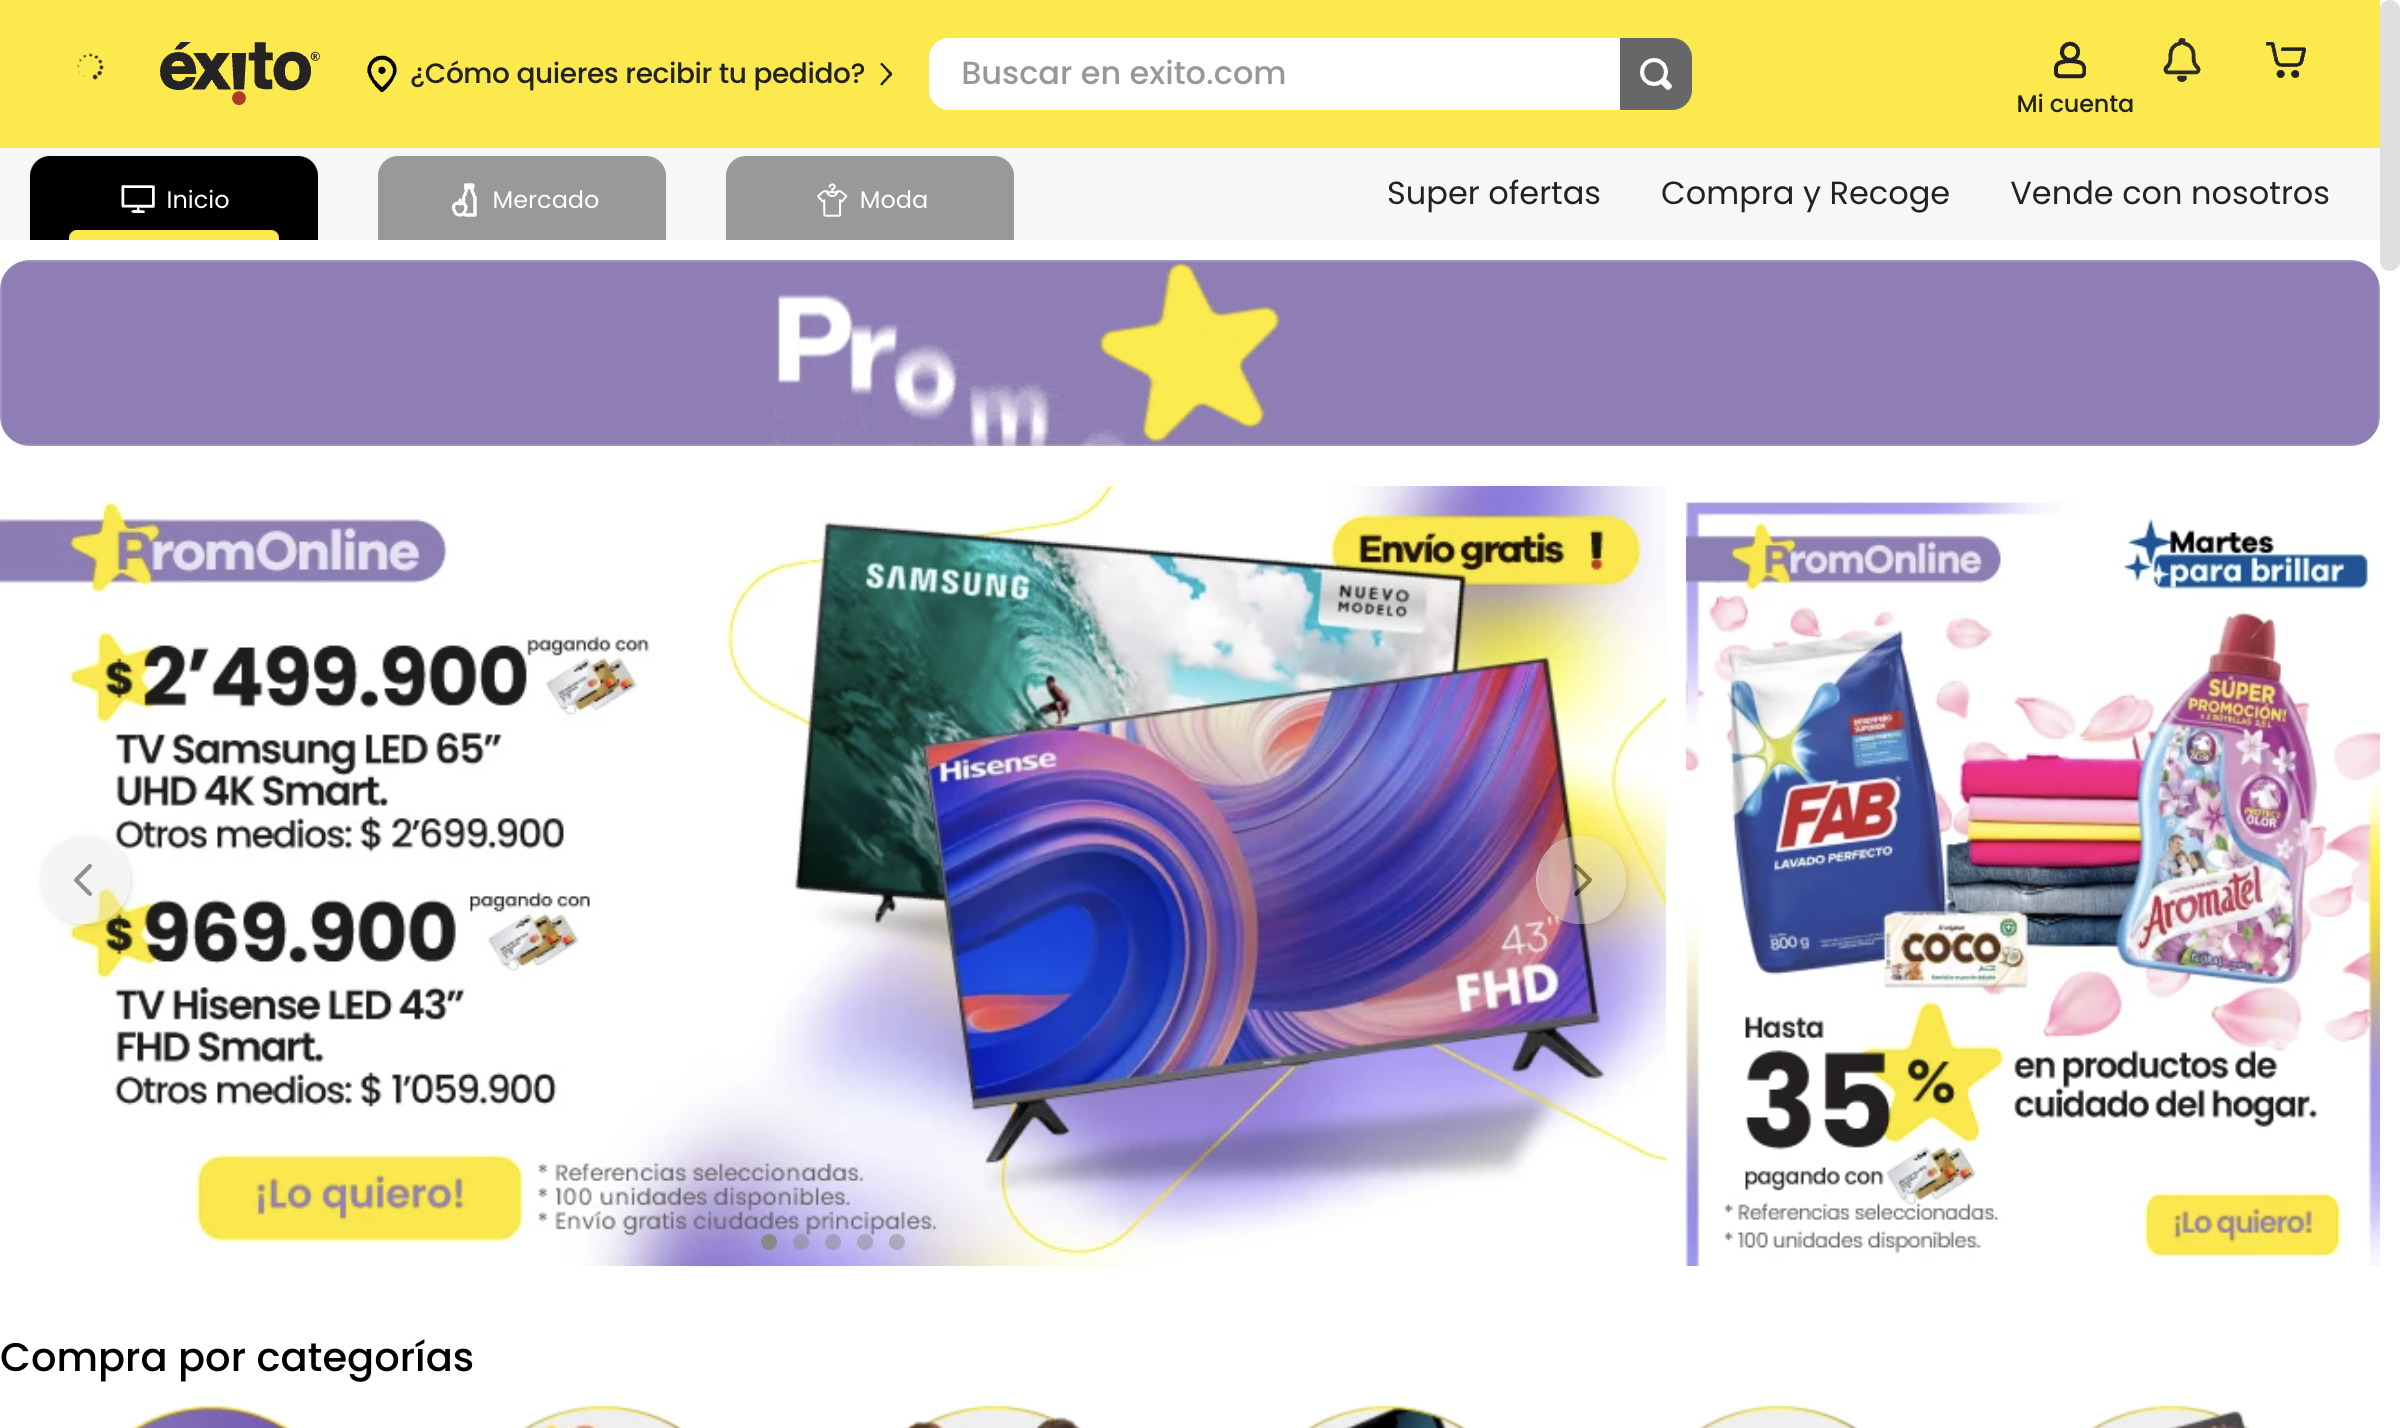 éxito®
¿Cómo quieres recibir tu pedido?
Buscar en exito.com
Mi cuenta
Inicio
Mercado
Moda
Super ofertas
Compra y Recoge
Vende con nosotros
Prom
PromOnline
$ 2’499.900
pagando con
TV Samsung LED 65”
UHD 4K Smart.
Otros medios: $ 2’699.900
$ 969.900
pagando con
TV Hisense LED 43”
FHD Smart.
Otros medios: $ 1’059.900
¡Lo quiero!
* Referencias seleccionadas.
* 100 unidades disponibles.
* Envío gratis ciudades principales.
Envío gratis !
SAMSUNG
NUEVO
MODELO
Hisense
43"
FHD
PromOnline
Martes
para brillar
FAB
LAVADO PERFECTO
800 g
COCO
SÚPER
PROMOCIÓN!
Aromatel
Hasta
35%
en productos de
cuidado del hogar.
pagando con
* Referencias seleccionadas.
* 100 unidades disponibles.
¡Lo quiero!
Compra por categorías